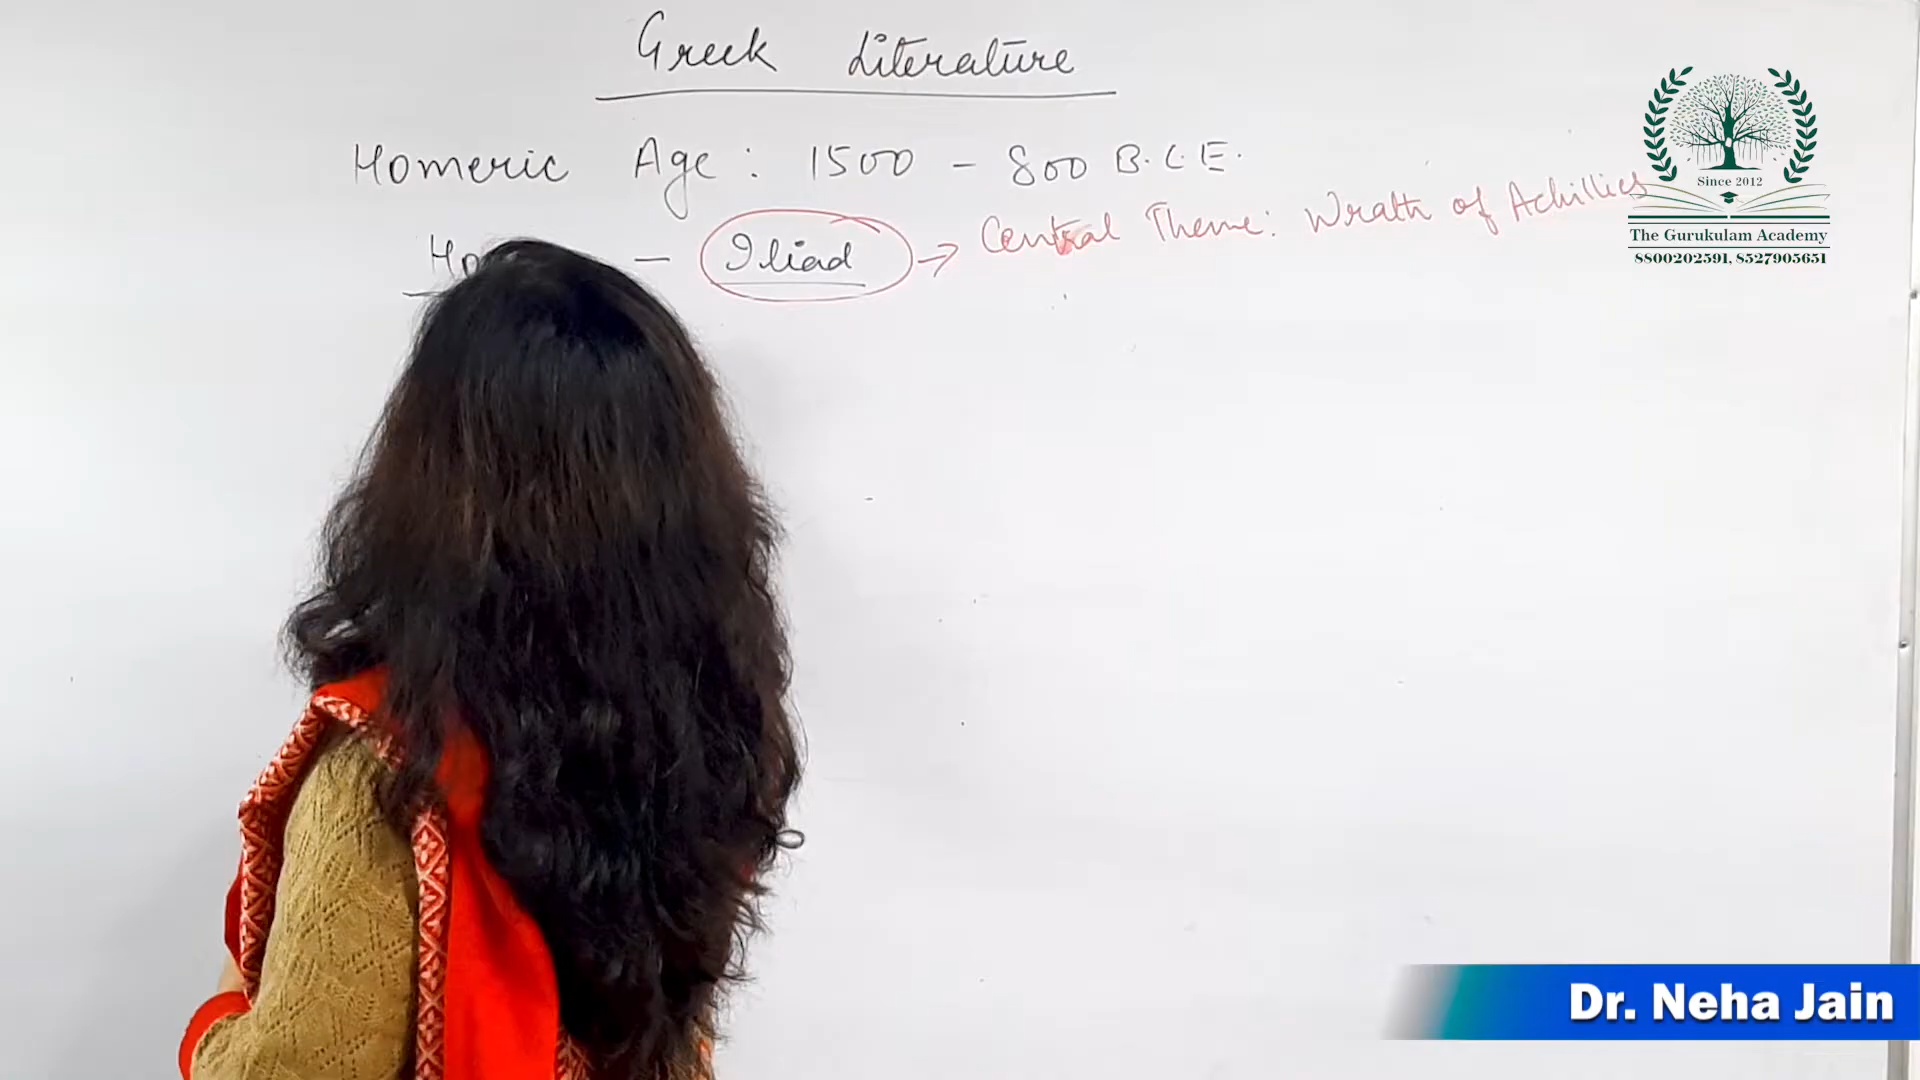 Greek Literature
Homeric Age: 1500 - 800 B.C.E.
— Iliad → Central Theme: Wrath of Achillies
Since 2012
The Gurukulam Academy
8800202591, 8527905651
Dr. Neha Jain